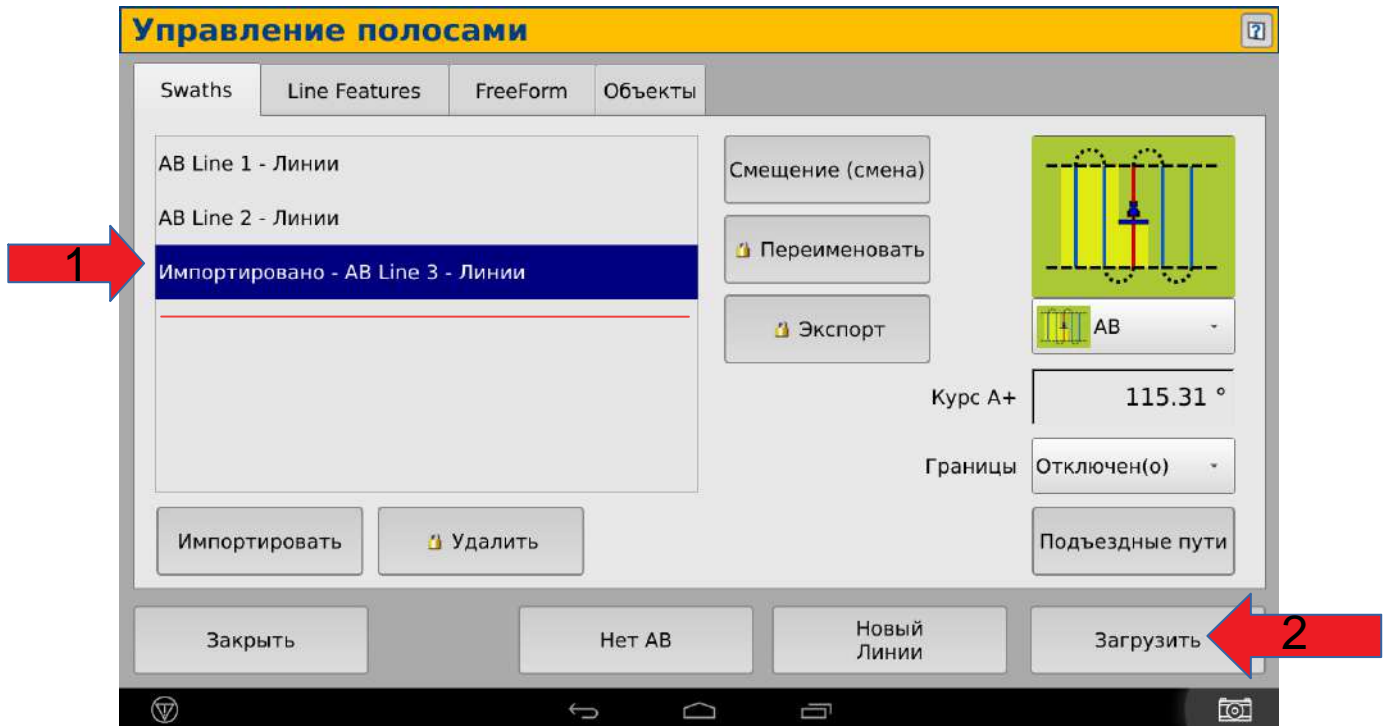 Управление полосами
?
Swaths
Line Features
FreeForm
Объекты
AB Line 1 - Линии
AB Line 2 - Линии
Импортировано - AB Line 3 - Линии
Смещение (смена)
Переименовать
Экспорт
AB
Курс A+
115.31 °
Границы
Отключен(о)
Импортировать
Удалить
Подъездные пути
Закрыть
Нет AB
Новый
Линии
Загрузить
1
2